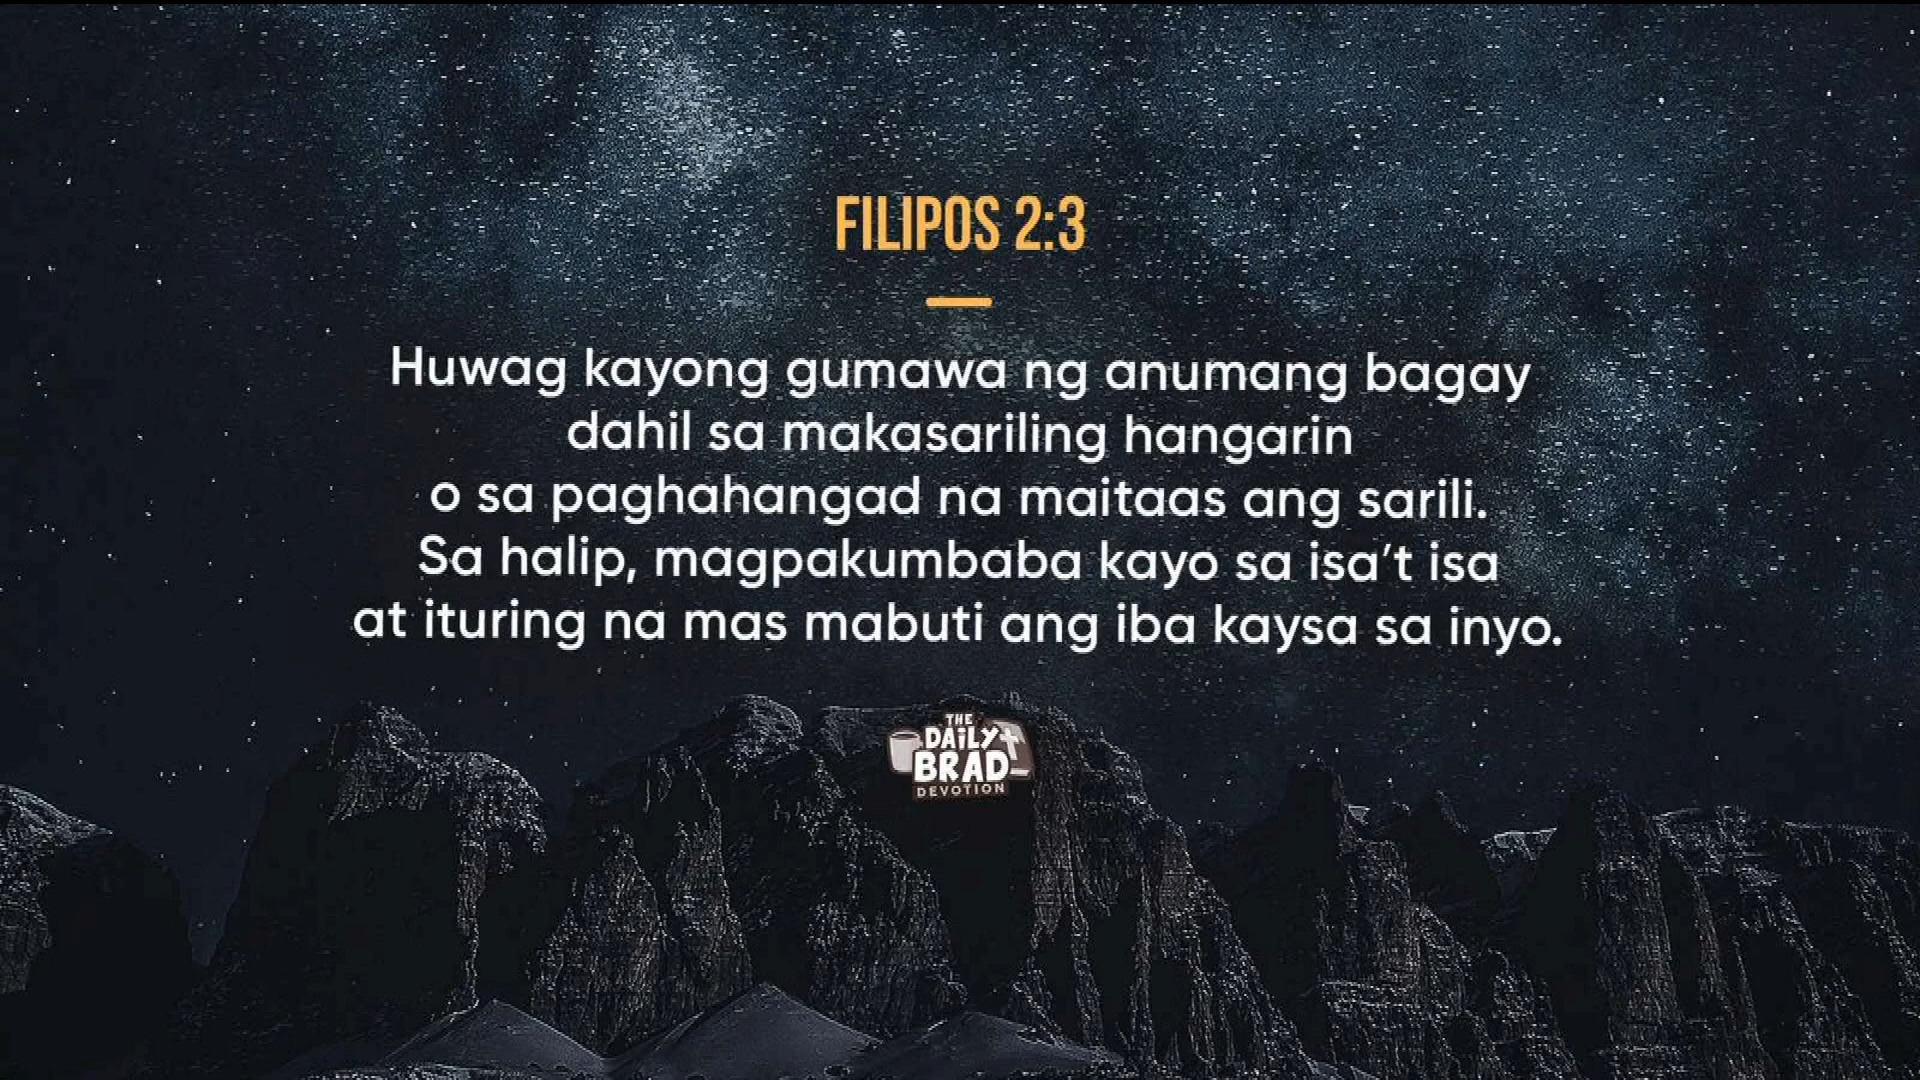 FILIPOS 2:3
Huwag kayong gumawa ng anumang bagay
dahil sa makasariling hangarin
o sa paghahangad na maitaas ang sarili.
Sa halip, magpakumbaba kayo sa isa't isa
at ituring na mas mabuti ang iba kaysa sa inyo.
THE
DAiLY
BRAD
DEVOTION